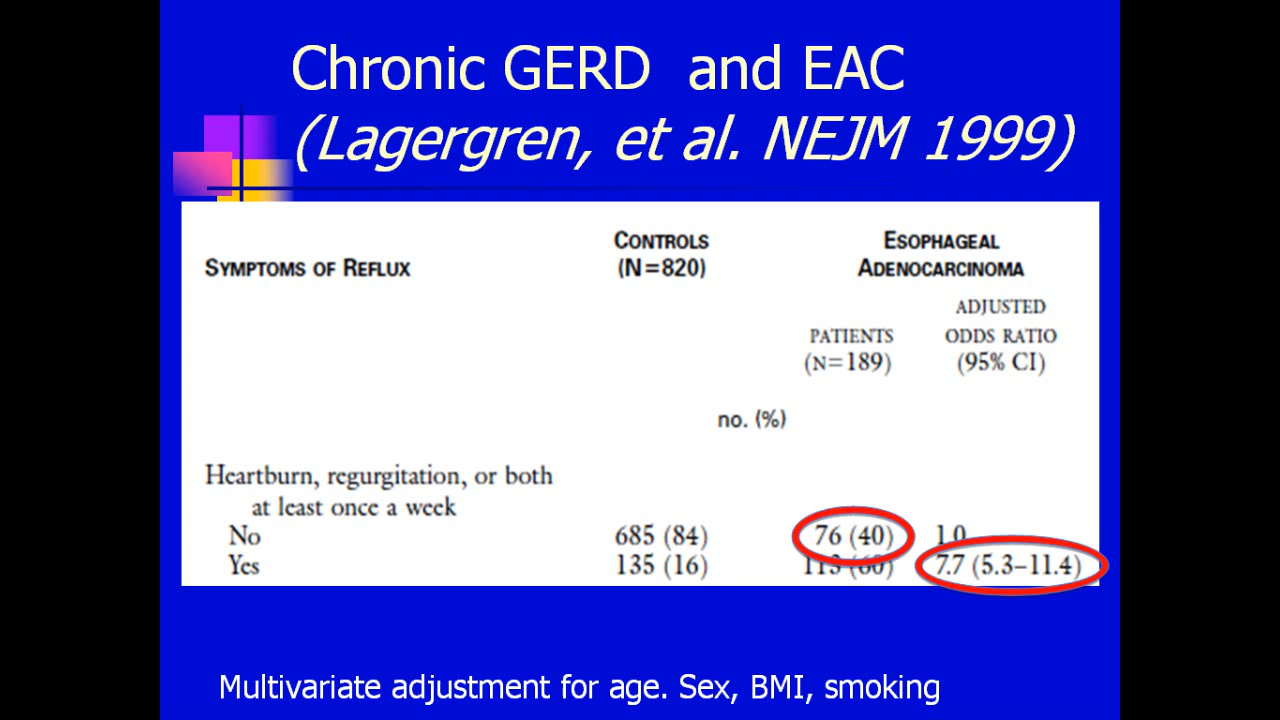 Chronic GERD and EAC
(Lagergren, et al. NEJM 1999)
CONTROLS ESOPHAGEAL
SYMPTOMS OF REFLUX (N=820) ADENOCARCINOMA
ADJUSTED
PATIENTS ODDS RATIO
(N=189) (95% CI)
no. (%)
Heartburn, regurgitation, or both
at least once a week
No 685 (84) 76 (40) 1.0
Yes 135 (16) 113 (60) 7.7 (5.3–11.4)
Multivariate adjustment for age. Sex, BMI, smoking